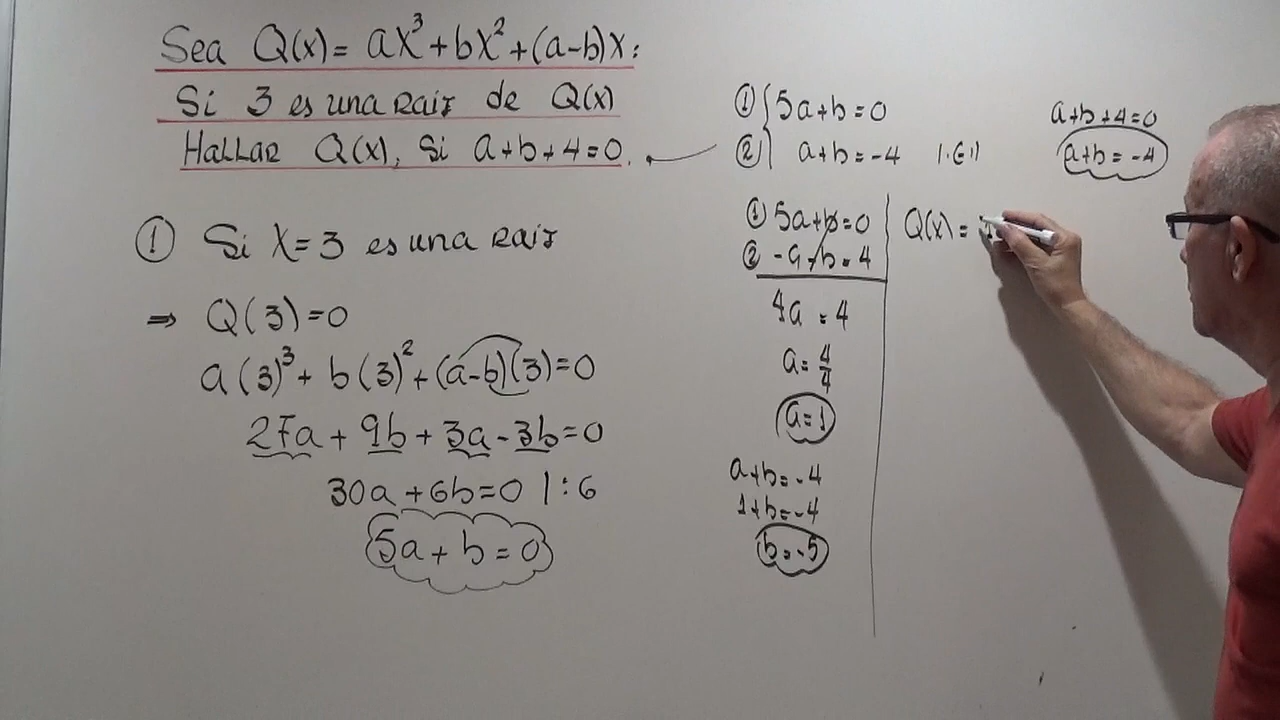 Sea Q(x) = ax³ + bx² + (a-b)x:
Si 3 es una raiz de Q(x)
Hallar Q(x), Si a+b+4=0.
① Si x=3 es una raiz
⇒ Q(3)=0
a(3)³ + b(3)² + (a-b)(3)=0
27a + 9b + 3a - 3b=0
30a + 6b=0 |:6
5a + b = 0
① 5a+b=0
② a+b=-4 |·(-1)
① 5a+b=0
② -a-b=4
4a = 4
a = 4/4
a=1
a+b=-4
1+b=-4
b=-5
a+b+4=0
a+b=-4
Q(x) =